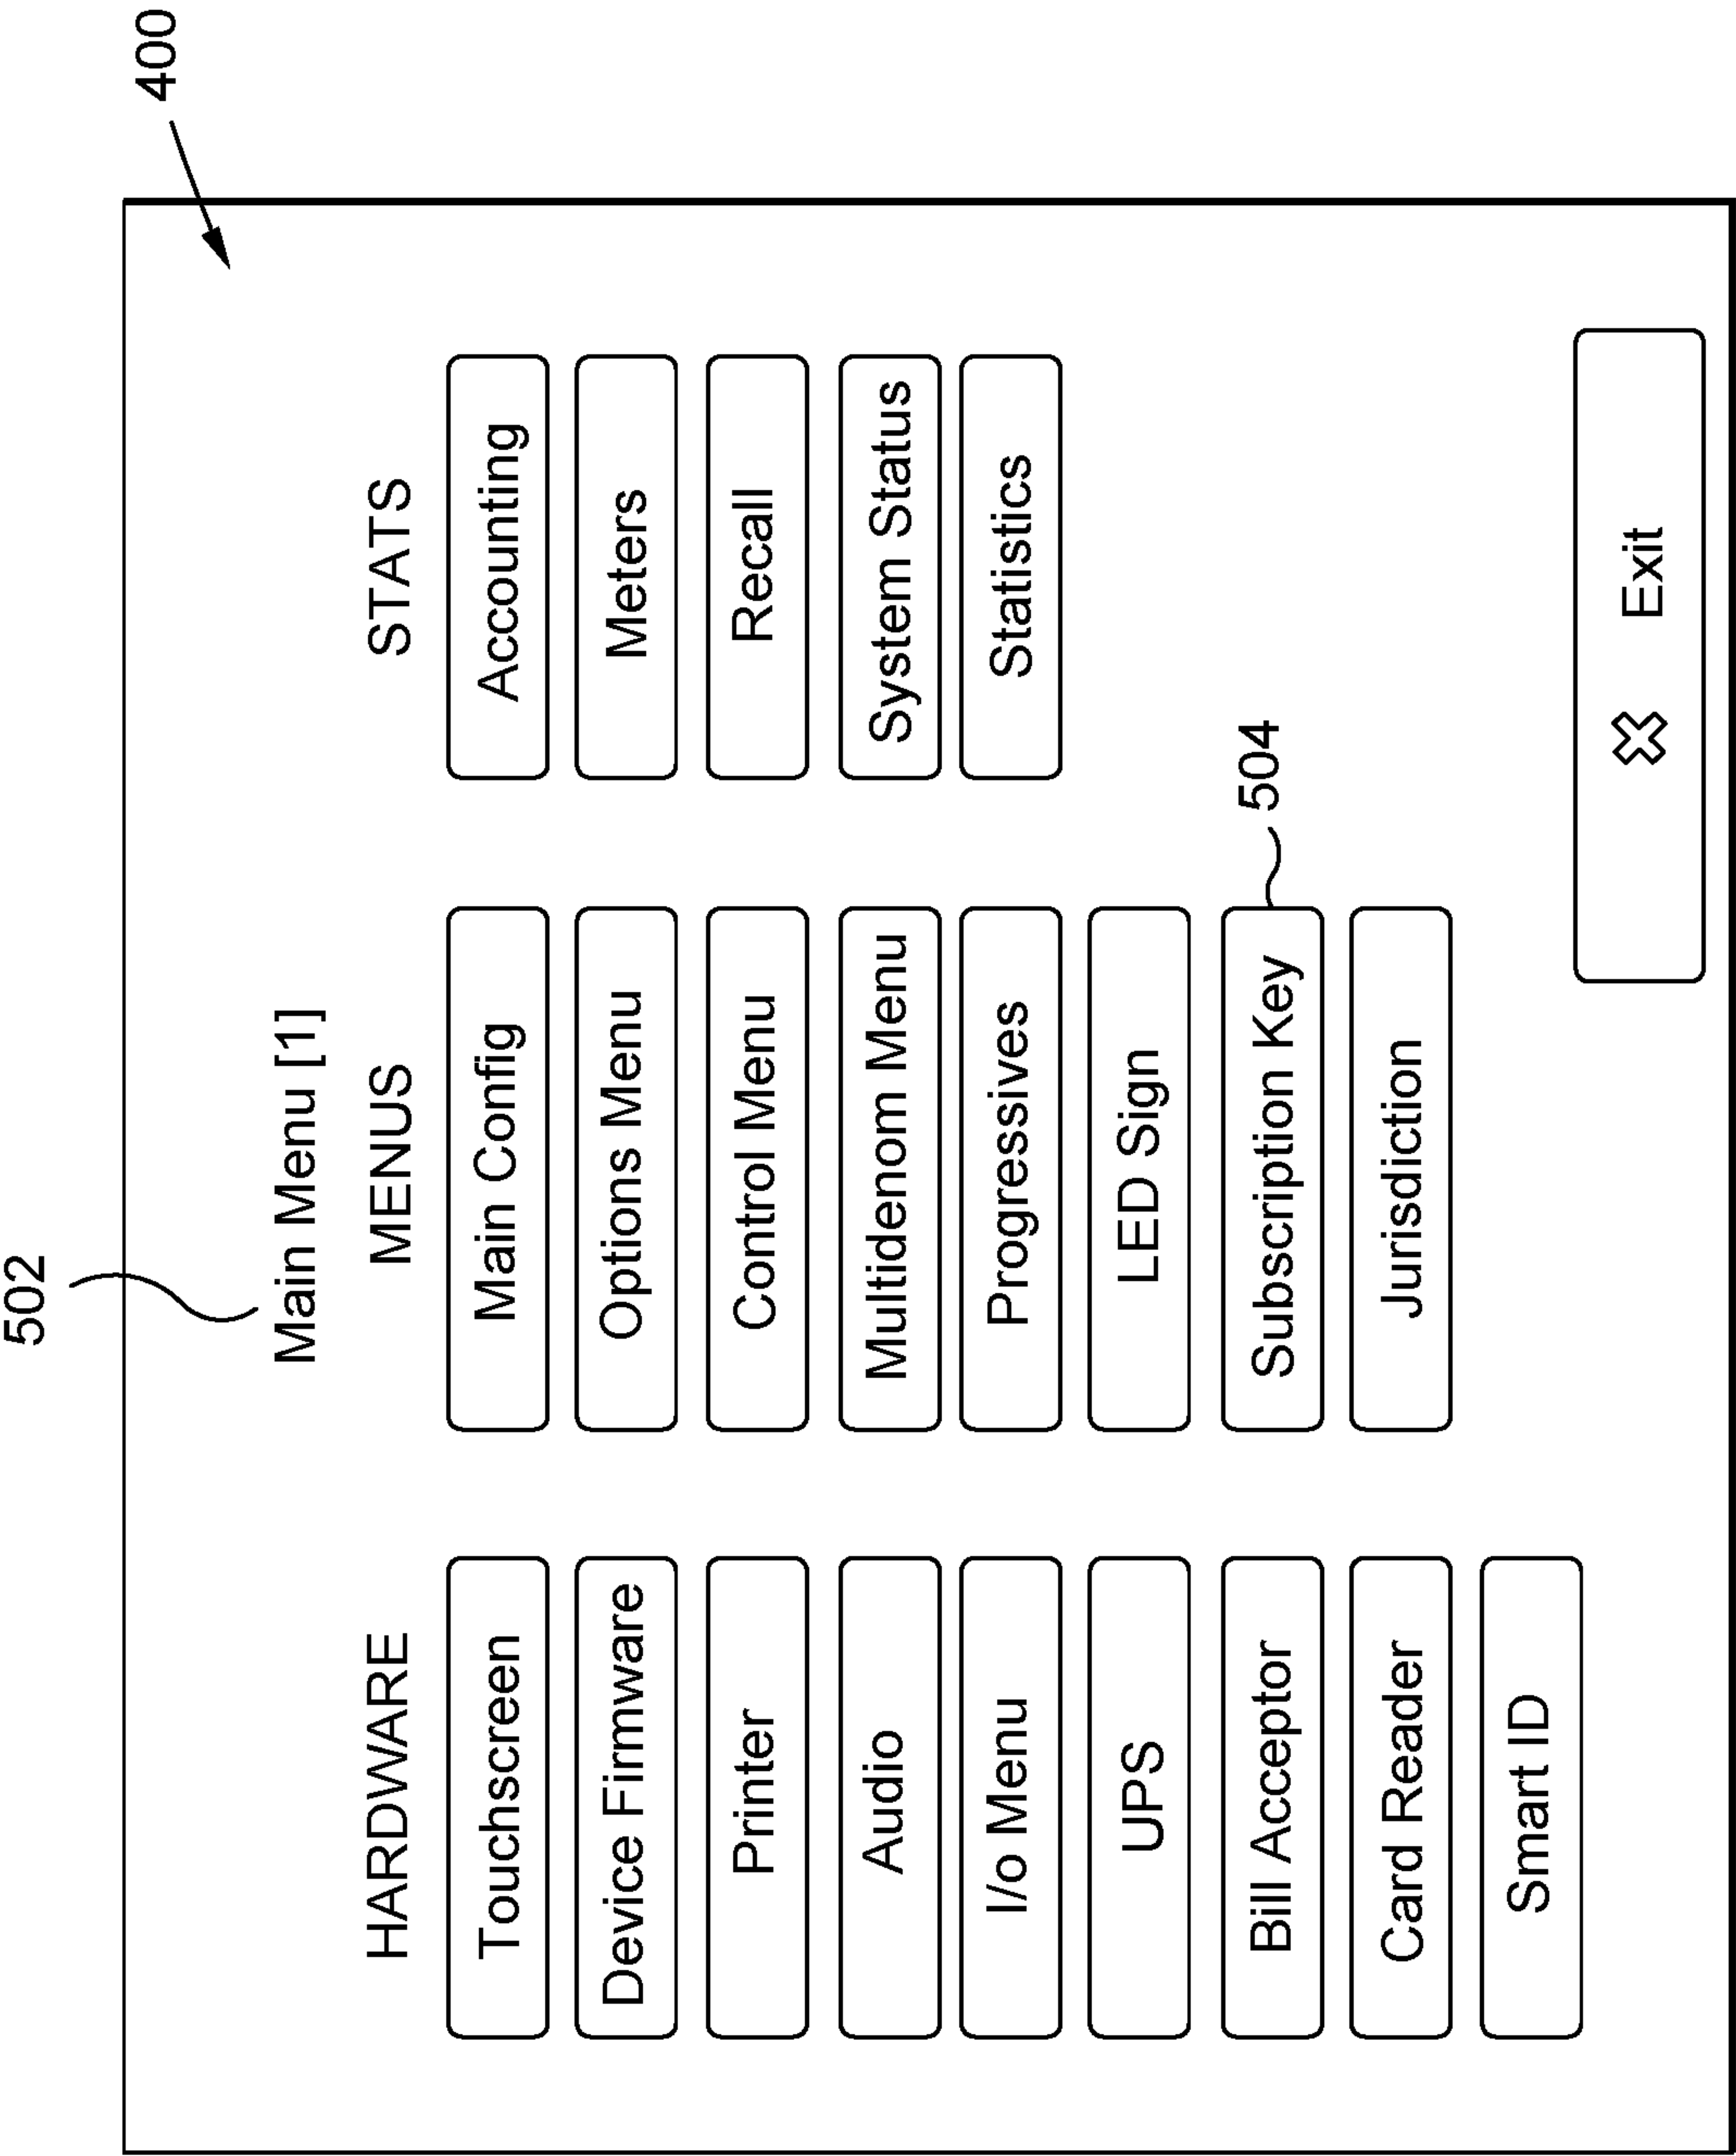 502
400
Main Menu [1]
HARDWARE
Touchscreen
Device Firmware
Printer
Audio
I/o Menu
UPS
Bill Acceptor
Card Reader
Smart ID
MENUS
Main Config
Options Menu
Control Menu
Multidenom Menu
Progressives
LED Sign
Subscription Key
504
Jurisdiction
STATS
Accounting
Meters
Recall
System Status
Statistics
Exit